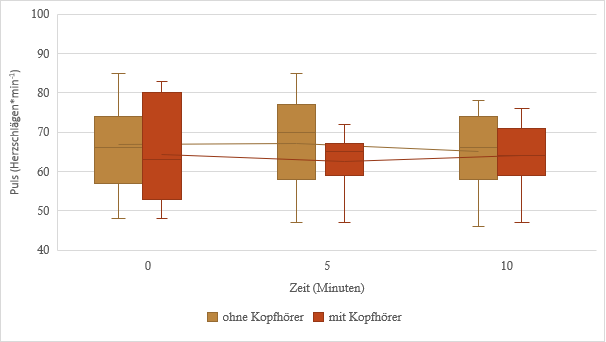 100
90
80
70
60
50
40
Puls (Herzschlägen*min⁻¹)
0 5 10
Zeit (Minuten)
ohne Kopfhörer mit Kopfhörer